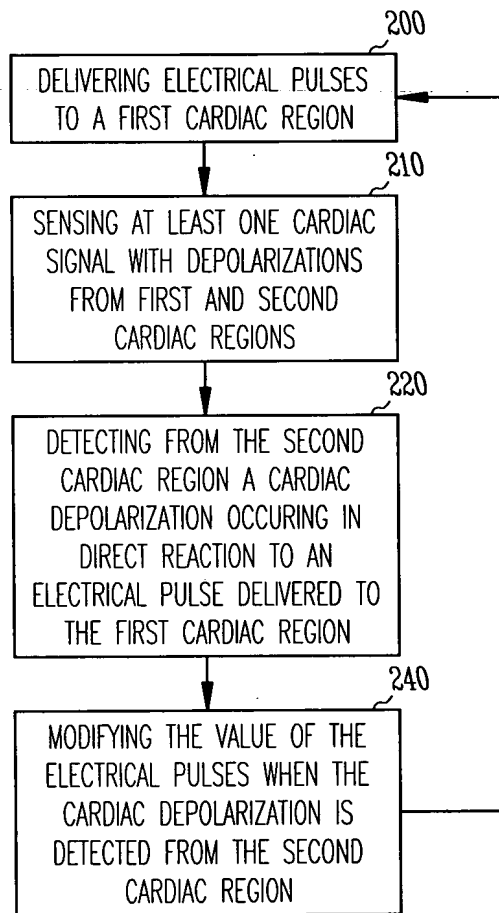 200
DELIVERING ELECTRICAL PULSES
TO A FIRST CARDIAC REGION
210
SENSING AT LEAST ONE CARDIAC
SIGNAL WITH DEPOLARIZATIONS
FROM FIRST AND SECOND
CARDIAC REGIONS
220
DETECTING FROM THE SECOND
CARDIAC REGION A CARDIAC
DEPOLARIZATION OCCURING IN
DIRECT REACTION TO AN
ELECTRICAL PULSE DELIVERED TO
THE FIRST CARDIAC REGION
240
MODIFYING THE VALUE OF THE
ELECTRICAL PULSES WHEN THE
CARDIAC DEPOLARIZATION IS
DETECTED FROM THE SECOND
CARDIAC REGION